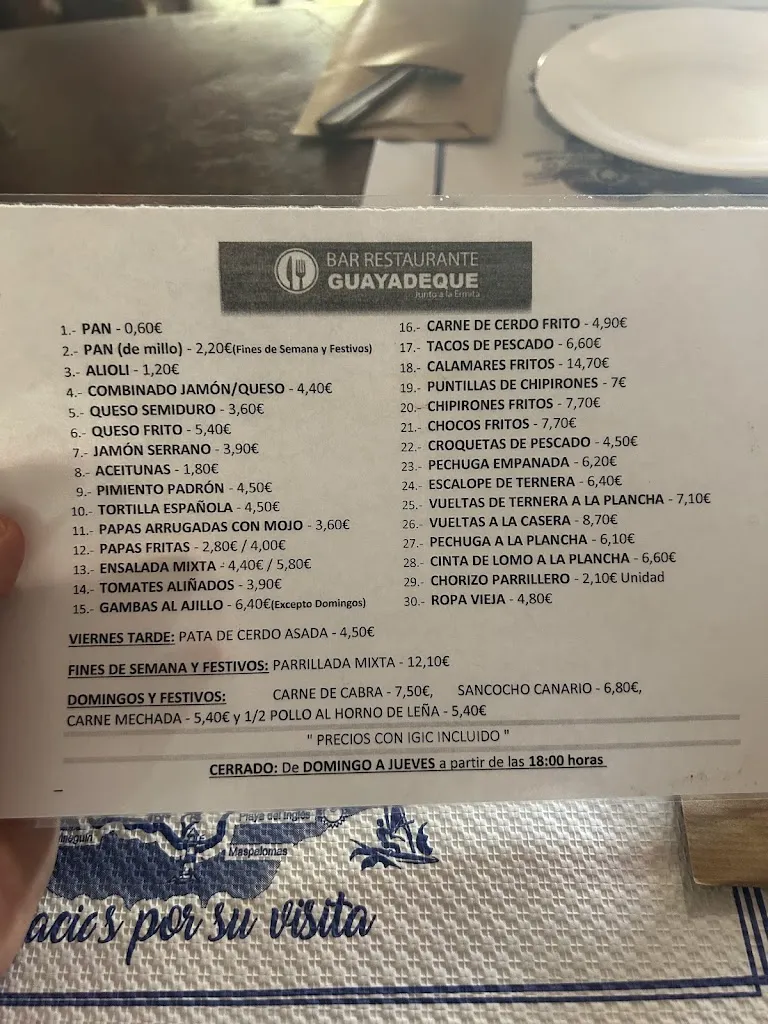 BAR RESTAURANTE
GUAYADEQUE
Junto a la Ermita
1.- PAN - 0,60€
2.- PAN (de millo) - 2,20€(Fines de Semana y Festivos)
3.- ALIOLI - 1,20€
4.- COMBINADO JAMÓN/QUESO - 4,40€
5.- QUESO SEMIDURO - 3,60€
6.- QUESO FRITO - 5,40€
7.- JAMÓN SERRANO - 3,90€
8.- ACEITUNAS - 1,80€
9.- PIMIENTO PADRÓN - 4,50€
10.- TORTILLA ESPAÑOLA - 4,50€
11.- PAPAS ARRUGADAS CON MOJO - 3,60€
12.- PAPAS FRITAS - 2,80€ / 4,00€
13.- ENSALADA MIXTA - 4,40€ / 5,80€
14.- TOMATES ALIÑADOS - 3,90€
15.- GAMBAS AL AJILLO - 6,40€(Excepto Domingos)
16.- CARNE DE CERDO FRITO - 4,90€
17.- TACOS DE PESCADO - 6,60€
18.- CALAMARES FRITOS - 14,70€
19.- PUNTILLAS DE CHIPIRONES - 7€
20.- CHIPIRONES FRITOS - 7,70€
21.- CHOCOS FRITOS - 7,70€
22.- CROQUETAS DE PESCADO - 4,50€
23.- PECHUGA EMPANADA - 6,20€
24.- ESCALOPE DE TERNERA - 6,40€
25.- VUELTAS DE TERNERA A LA PLANCHA - 7,10€
26.- VUELTAS A LA CASERA - 8,70€
27.- PECHUGA A LA PLANCHA - 6,10€
28.- CINTA DE LOMO A LA PLANCHA - 6,60€
29.- CHORIZO PARRILLERO - 2,10€ Unidad
30.- ROPA VIEJA - 4,80€
VIERNES TARDE: PATA DE CERDO ASADA - 4,50€
FINES DE SEMANA Y FESTIVOS: PARRILLADA MIXTA - 12,10€
DOMINGOS Y FESTIVOS: CARNE DE CABRA - 7,50€, SANCOCHO CANARIO - 6,80€,
CARNE MECHADA - 5,40€ y 1/2 POLLO AL HORNO DE LEÑA - 5,40€
" PRECIOS CON IGIC INCLUIDO "
CERRADO: De DOMINGO A JUEVES a partir de las 18:00 horas
Playa del Inglés
Maspalomas
acias por su visita